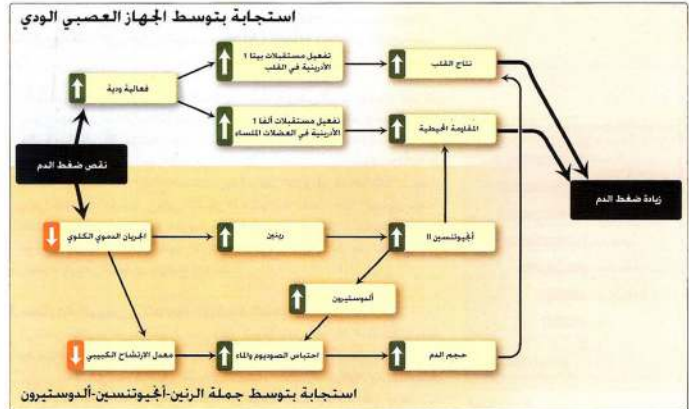 استجابة بتوسط الجهاز العصبي الودي
تفعيل مستقبلات بيتا 1
الأدرينية في القلب
نتاج القلب
فعالية ودية
تفعيل مستقبلات ألفا 1
الأدرينية في العضلات الملساء
المقاومة المحيطية
نقص ضغط الدم
زيادة ضغط الدم
الجريان الدموي الكلوي
رينين
أنجيوتنسين II
ألدوستيرون
معدل الارتشاح الكبيبي
احتباس الصوديوم والماء
حجم الدم
استجابة بتوسط جملة الرنين-أنجيوتنسين-ألدوستيرون